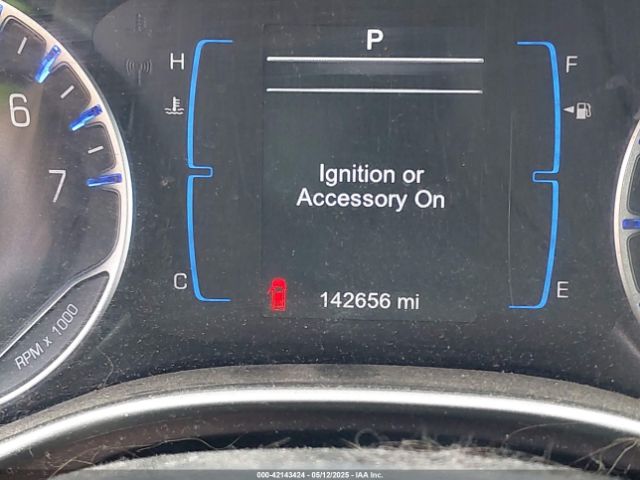 P
H
F
6
7
Ignition or
Accessory On
C
E
142656 mi
RPM x 1000
000-42143424 - 05/12/2025 - IAA Inc.